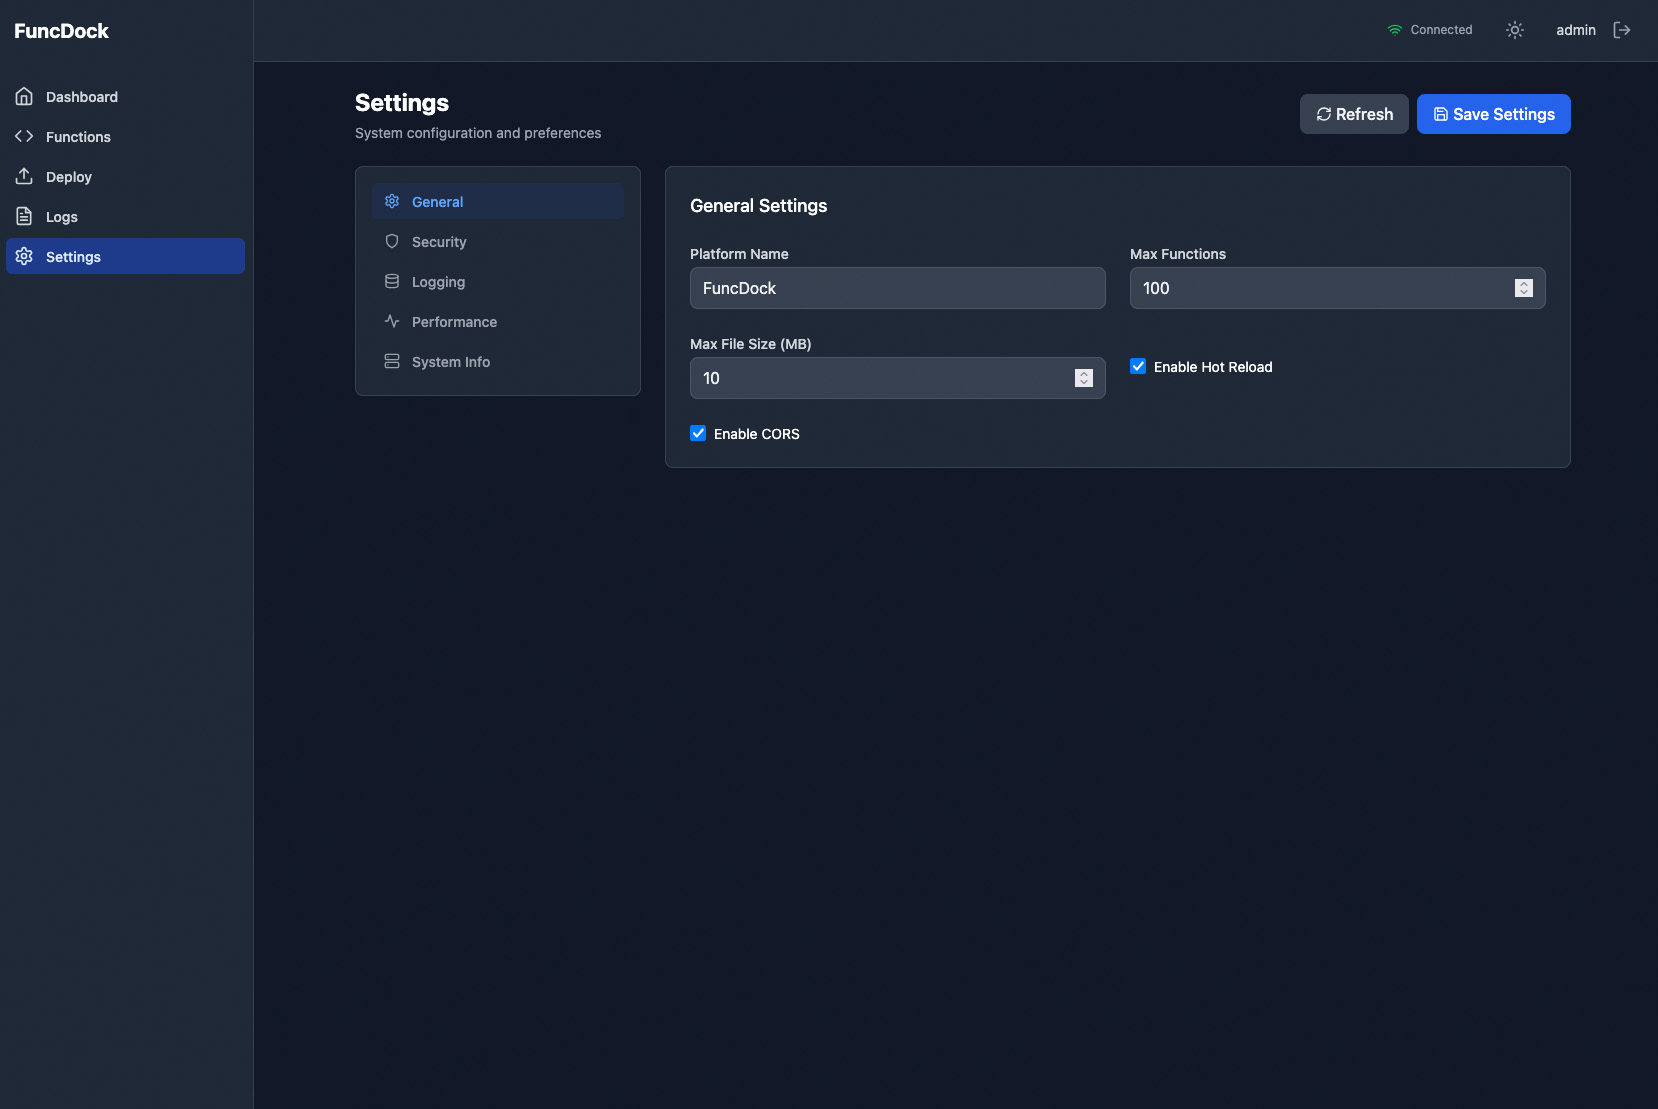 FuncDock
Connected
admin
Dashboard
Functions
Deploy
Logs
Settings
Settings
System configuration and preferences
Refresh
Save Settings
General
Security
Logging
Performance
System Info
General Settings
Platform Name
FuncDock
Max Functions
100
Max File Size (MB)
10
Enable Hot Reload
Enable CORS